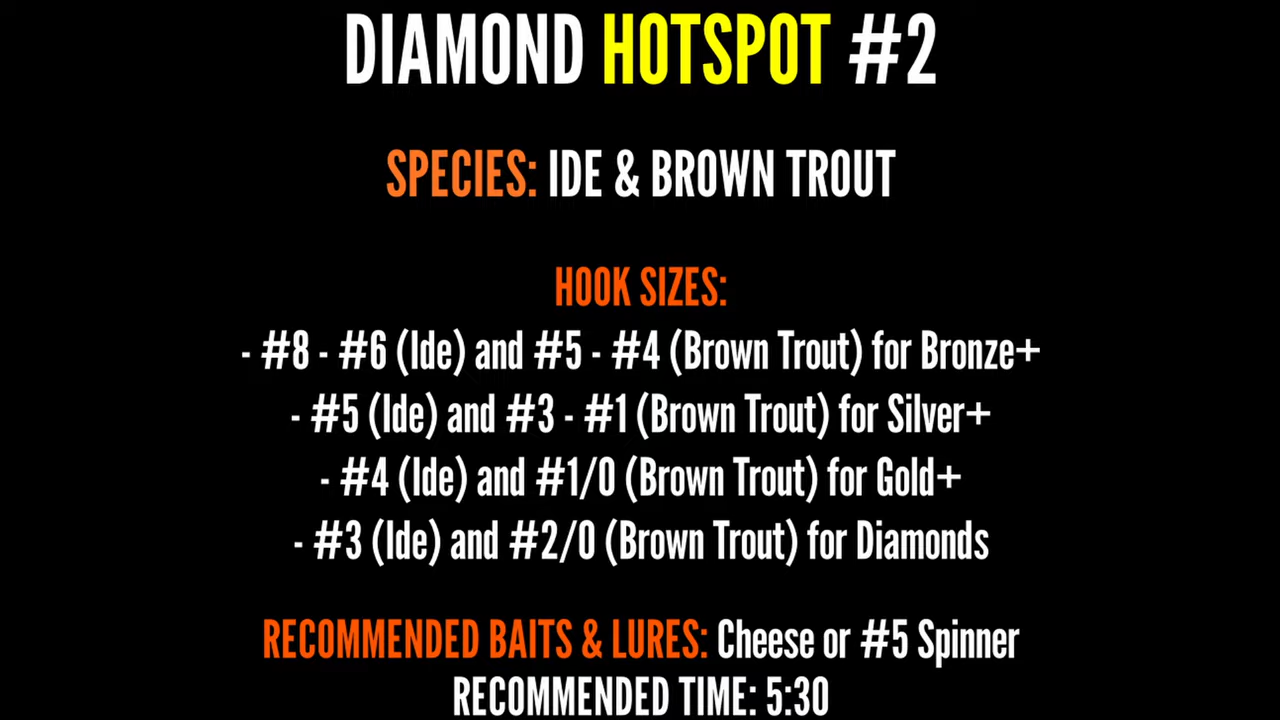 DIAMOND HOTSPOT #2
SPECIES: IDE & BROWN TROUT
HOOK SIZES:
- #8 - #6 (Ide) and #5 - #4 (Brown Trout) for Bronze+
- #5 (Ide) and #3 - #1 (Brown Trout) for Silver+
- #4 (Ide) and #1/0 (Brown Trout) for Gold+
- #3 (Ide) and #2/0 (Brown Trout) for Diamonds
RECOMMENDED BAITS & LURES: Cheese or #5 Spinner
RECOMMENDED TIME: 5:30